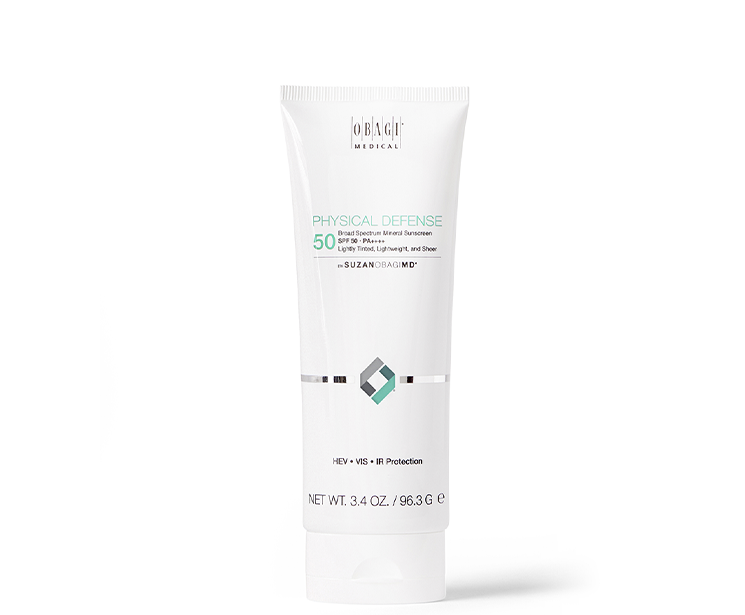 OBAGI
MEDICAL
PHYSICAL DEFENSE
50
Broad Spectrum Mineral Sunscreen
SPF 50 • PA++++
Lightly Tinted, Lightweight, and Sheer
BY SUZANOBAGIMD®
HEV • VIS • IR Protection
NET WT. 3.4 OZ. / 96.3 G ℮